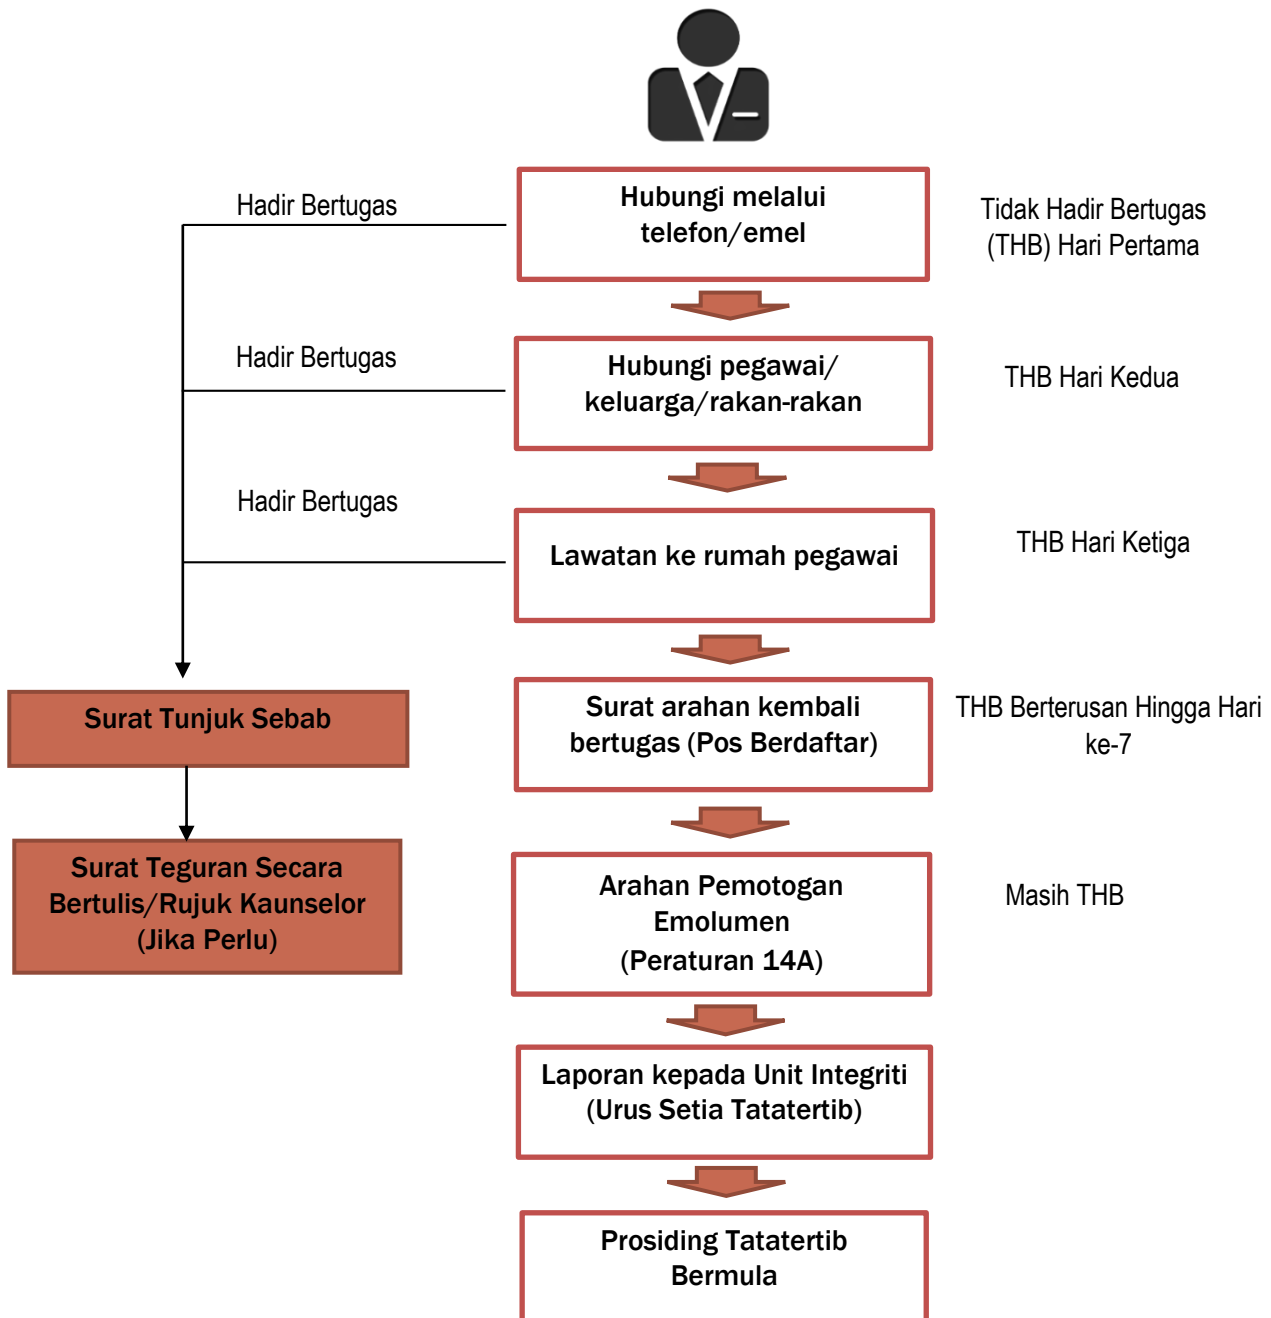 Hadir Bertugas
Hubungi melalui
telefon/emel
Tidak Hadir Bertugas
(THB) Hari Pertama
Hadir Bertugas
Hubungi pegawai/
keluarga/rakan-rakan
THB Hari Kedua
Hadir Bertugas
Lawatan ke rumah pegawai
THB Hari Ketiga
Surat Tunjuk Sebab
Surat arahan kembali
bertugas (Pos Berdaftar)
THB Berterusan Hingga Hari
ke-7
Surat Teguran Secara
Bertulis/Rujuk Kaunselor
(Jika Perlu)
Arahan Pemotogan
Emolumen
(Peraturan 14A)
Masih THB
Laporan kepada Unit Integriti
(Urus Setia Tatatertib)
Prosiding Tatatertib
Bermula